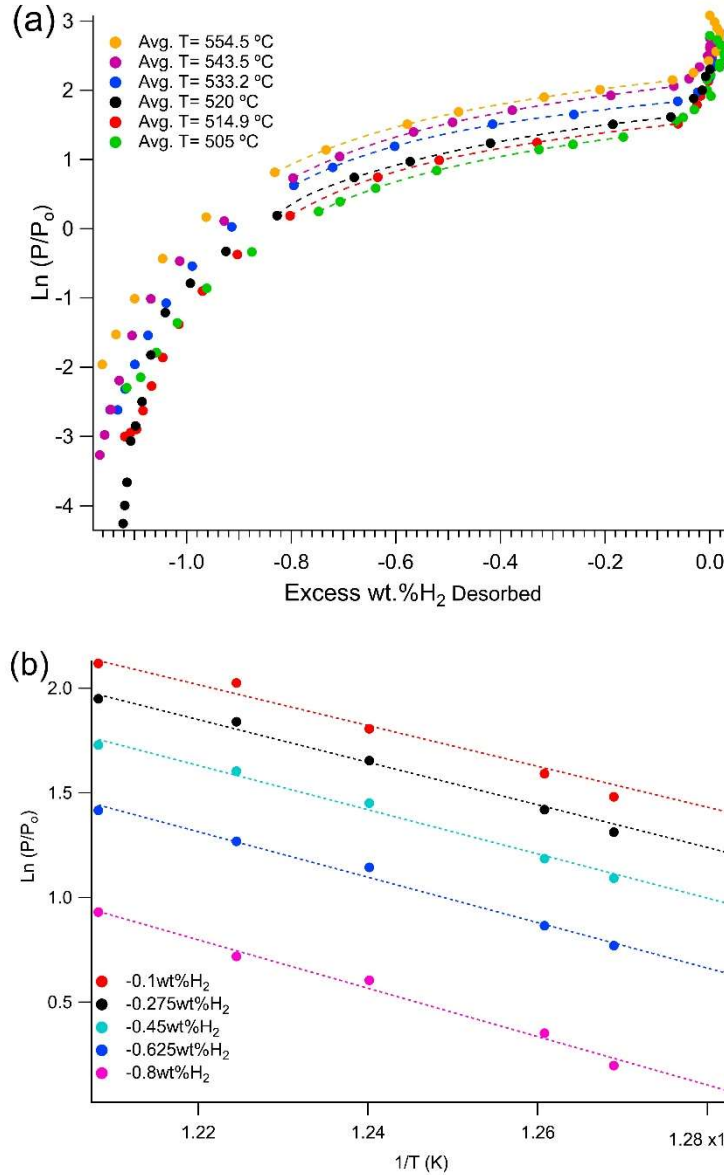 (a)
Avg. T= 554.5 ºC
Avg. T= 543.5 ºC
Avg. T= 533.2 ºC
Avg. T= 520 ºC
Avg. T= 514.9 ºC
Avg. T= 505 ºC
Ln (P/Po)
3
2
1
0
-1
-2
-3
-4
-1.0 -0.8 -0.6 -0.4 -0.2 0.0
Excess wt.%H2 Desorbed
(b)
Ln (P/Po)
2.0
1.5
1.0
0.5
-0.1wt%H2
-0.275wt%H2
-0.45wt%H2
-0.625wt%H2
-0.8wt%H2
1.22 1.24 1.26 1.28 x1
1/T (K)